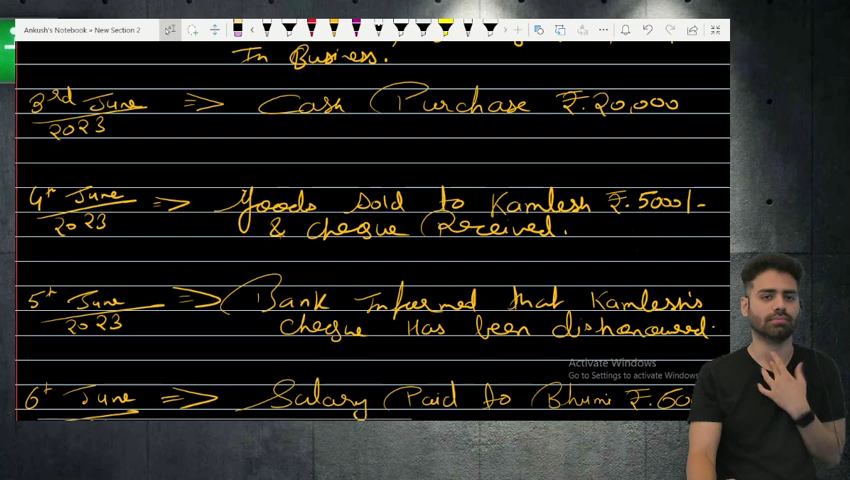 Ankush's Notebook » New Section 2
In Business.
3rd June => Cash Purchase ₹.20,000
2023
4th June => Goods Sold to Kamlesh ₹.5000/-
2023 & cheque Received.
5th June => Bank Informed that Kamlesh's
2023 cheque Has been dishonoured.
Activate Windows
Go to Settings to activate Windows
6th June => Salary Paid to Bhumi